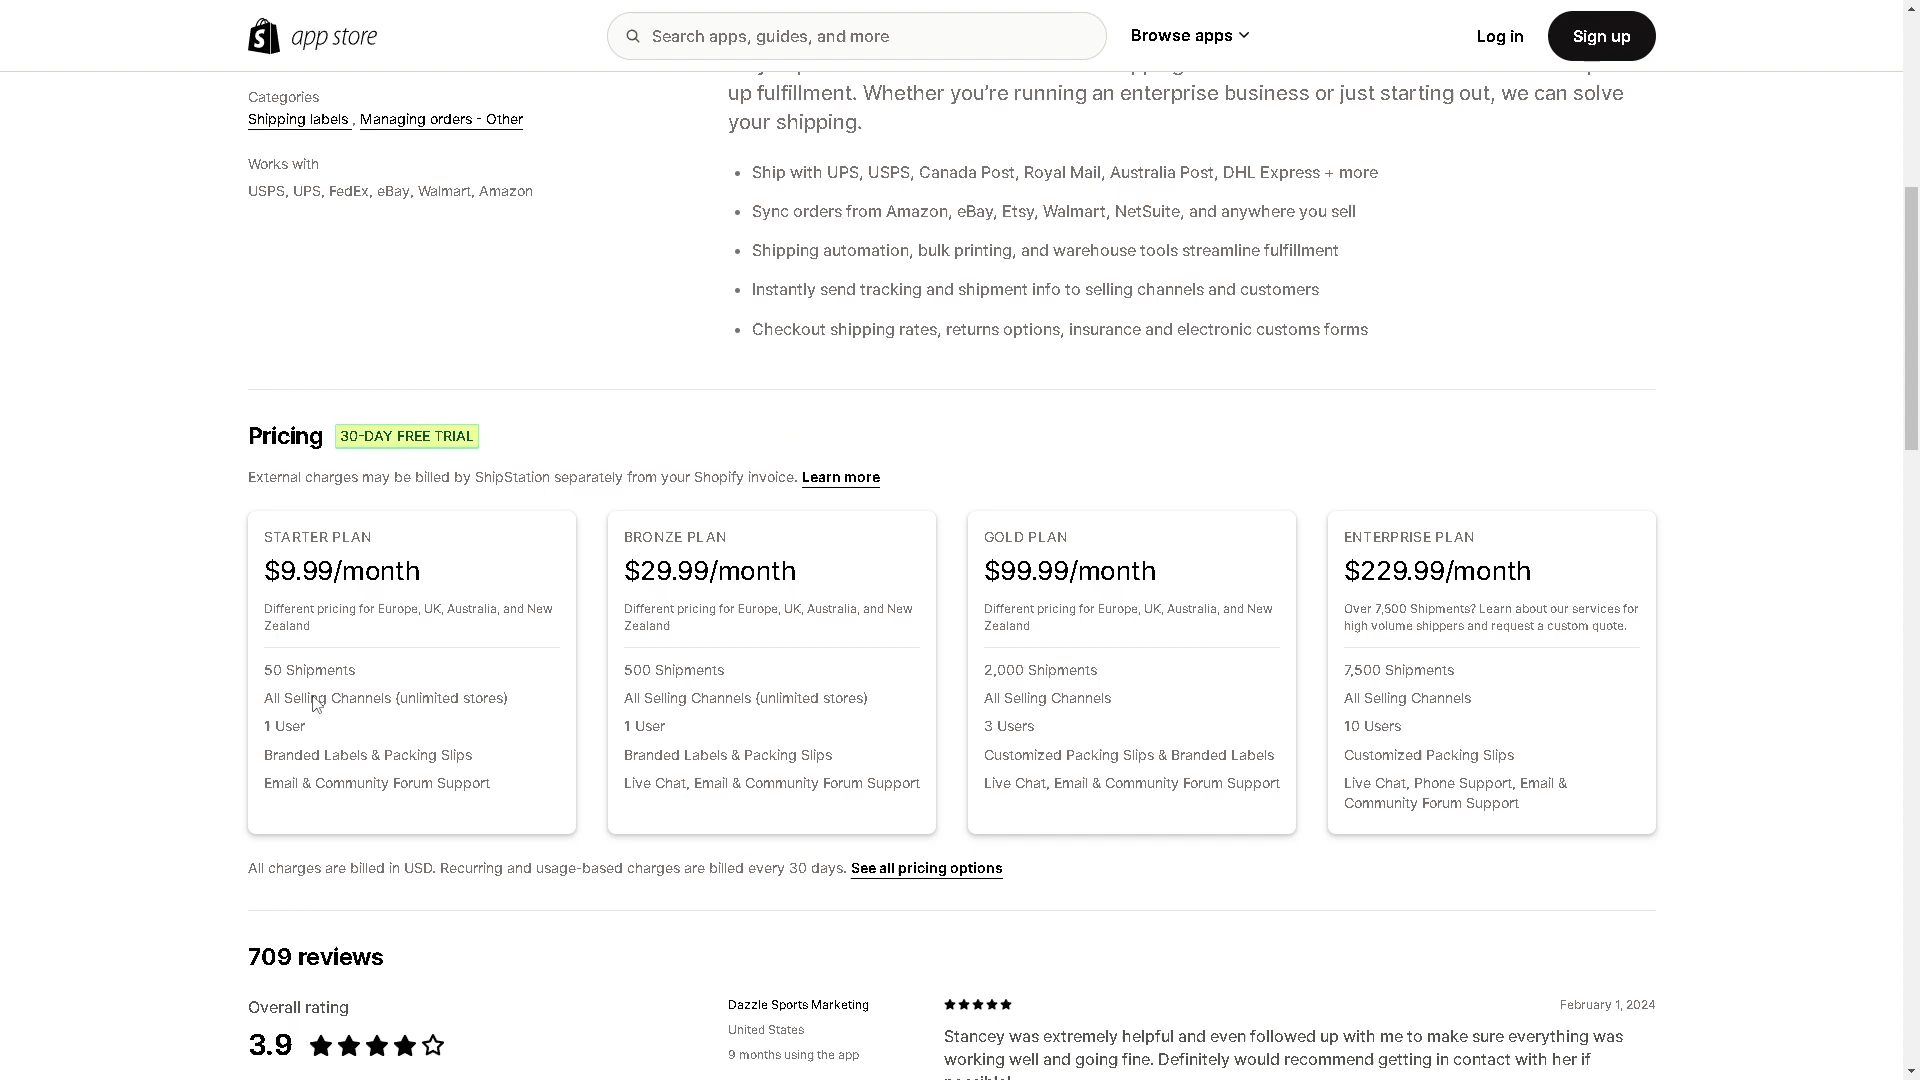 app store
Search apps, guides, and more
Browse apps
Log in
Sign up
up fulfillment. Whether you’re running an enterprise business or just starting out, we can solve
your shipping.
Categories
Shipping labels , Managing orders - Other
Works with
USPS, UPS, FedEx, eBay, Walmart, Amazon
Ship with UPS, USPS, Canada Post, Royal Mail, Australia Post, DHL Express + more
Sync orders from Amazon, eBay, Etsy, Walmart, NetSuite, and anywhere you sell
Shipping automation, bulk printing, and warehouse tools streamline fulfillment
Instantly send tracking and shipment info to selling channels and customers
Checkout shipping rates, returns options, insurance and electronic customs forms
Pricing 30-DAY FREE TRIAL
External charges may be billed by ShipStation separately from your Shopify invoice. Learn more
STARTER PLAN
$9.99/month
Different pricing for Europe, UK, Australia, and New
Zealand
50 Shipments
All Selling Channels (unlimited stores)
1 User
Branded Labels & Packing Slips
Email & Community Forum Support
BRONZE PLAN
$29.99/month
Different pricing for Europe, UK, Australia, and New
Zealand
500 Shipments
All Selling Channels (unlimited stores)
1 User
Branded Labels & Packing Slips
Live Chat, Email & Community Forum Support
GOLD PLAN
$99.99/month
Different pricing for Europe, UK, Australia, and New
Zealand
2,000 Shipments
All Selling Channels
3 Users
Customized Packing Slips & Branded Labels
Live Chat, Email & Community Forum Support
ENTERPRISE PLAN
$229.99/month
Over 7,500 Shipments? Learn about our services for
high volume shippers and request a custom quote.
7,500 Shipments
All Selling Channels
10 Users
Customized Packing Slips
Live Chat, Phone Support, Email &
Community Forum Support
All charges are billed in USD. Recurring and usage-based charges are billed every 30 days. See all pricing options
709 reviews
Overall rating
3.9
Dazzle Sports Marketing
United States
9 months using the app
February 1, 2024
Stancey was extremely helpful and even followed up with me to make sure everything was
working well and going fine. Definitely would recommend getting in contact with her if